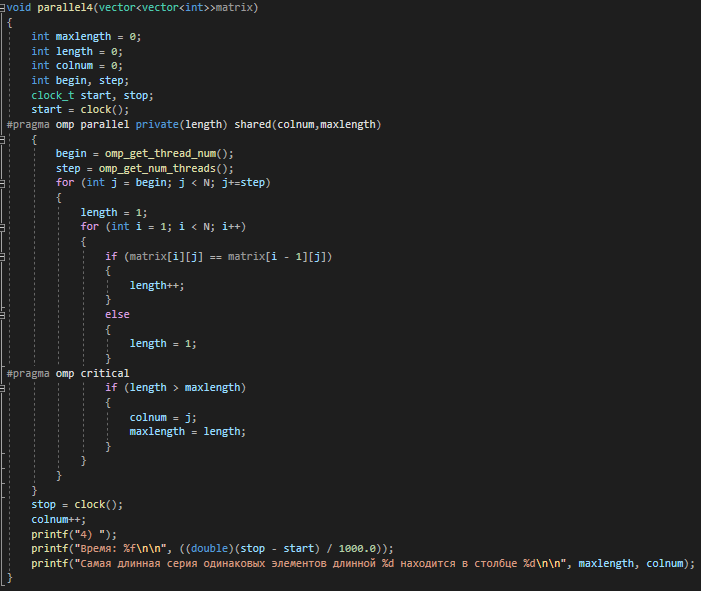 void parallel4(vector<vector<int>>matrix)
{
    int maxlength = 0;
    int length = 0;
    int colnum = 0;
    int begin, step;
    clock_t start, stop;
    start = clock();
#pragma omp parallel private(length) shared(colnum,maxlength)
    {
        begin = omp_get_thread_num();
        step = omp_get_num_threads();
        for (int j = begin; j < N; j+=step)
        {
            length = 1;
            for (int i = 1; i < N; i++)
            {
                if (matrix[i][j] == matrix[i - 1][j])
                {
                    length++;
                }
                else
                {
                    length = 1;
                }
#pragma omp critical
                if (length > maxlength)
                {
                    colnum = j;
                    maxlength = length;
                }
            }
        }
    }
    stop = clock();
    colnum++;
    printf("4) ");
    printf("Время: %f\n\n", ((double)(stop - start) / 1000.0));
    printf("Самая длинная серия одинаковых элементов длинной %d находится в столбце %d\n\n", maxlength, colnum);
}